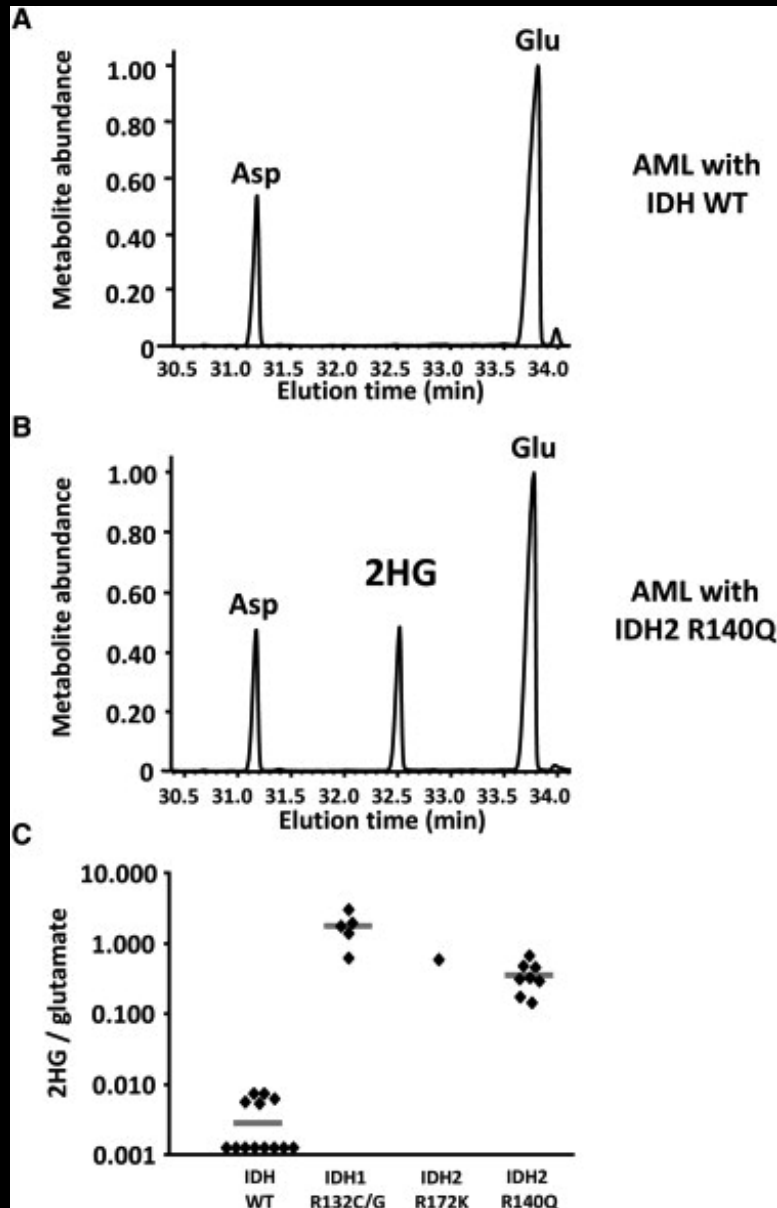 A
Metabolite abundance
1.00
0.80
0.60
0.40
0.20
0
Asp
Glu
AML with
IDH WT
30.5 31.0 31.5 32.0 32.5 33.0 33.5 34.0
Elution time (min)
B
Metabolite abundance
1.00
0.80
0.60
0.40
0.20
0
Asp
2HG
Glu
AML with
IDH2 R140Q
30.5 31.0 31.5 32.0 32.5 33.0 33.5 34.0
Elution time (min)
C
2HG / glutamate
10.000
1.000
0.100
0.010
0.001
IDH IDH1 IDH2 IDH2
WT R132C/G R172K R140Q